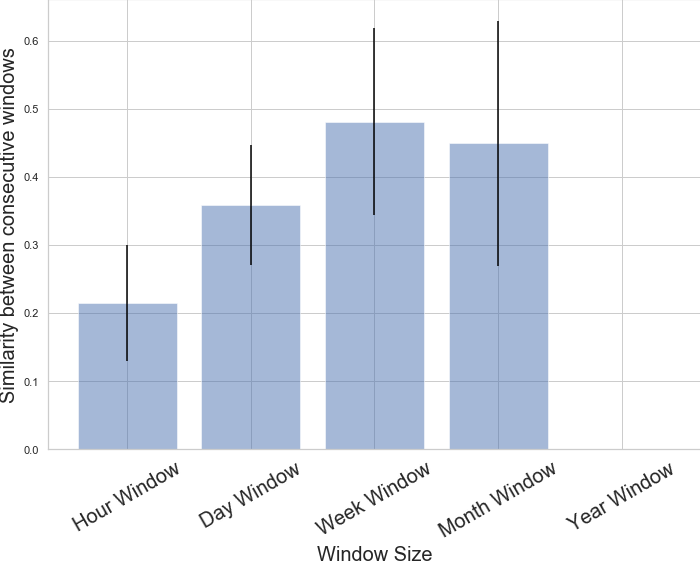 Similarity between consecutive windows
0.6
0.5
0.4
0.3
0.2
0.1
0.0
Hour Window
Day Window
Week Window
Month Window
Year Window
Window Size